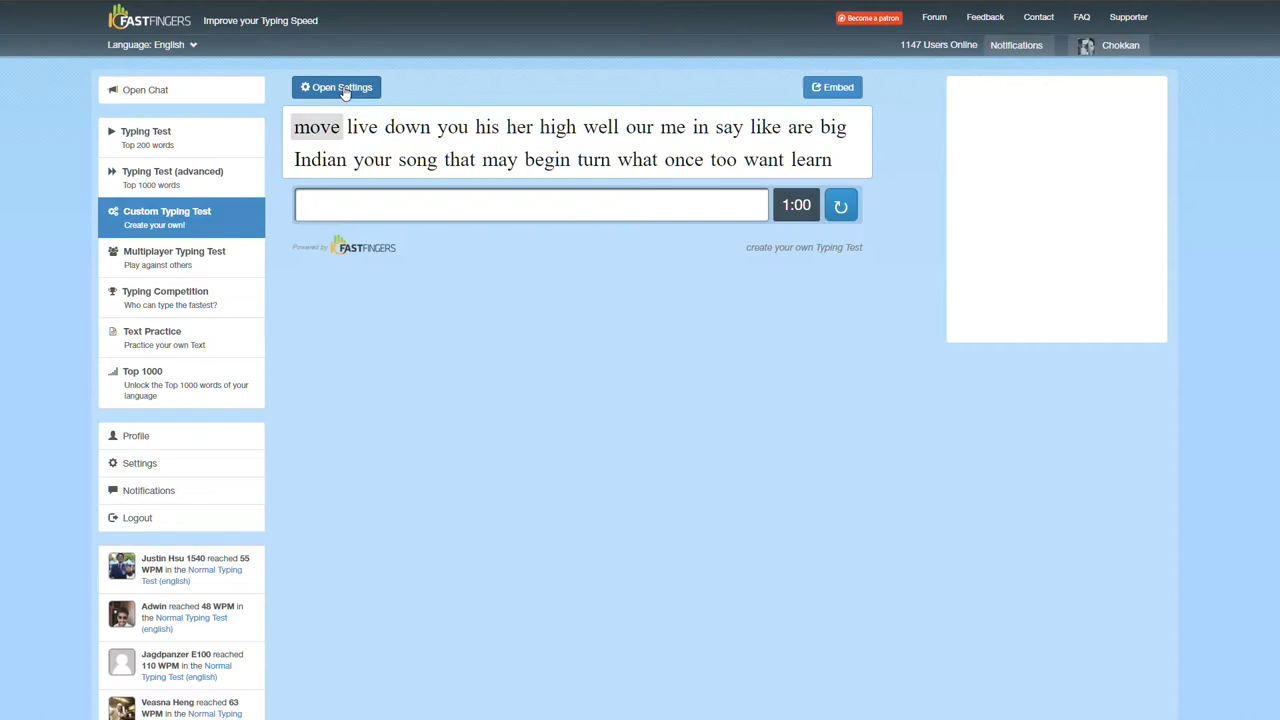 FASTFINGERS Improve your Typing Speed
Become a patron Forum Feedback Contact FAQ Supporter
Language: English
1147 Users Online Notifications Chokkan
Open Chat
Typing Test
Top 200 words
Typing Test (advanced)
Top 1000 words
Custom Typing Test
Create your own!
Multiplayer Typing Test
Play against others
Typing Competition
Who can type the fastest?
Text Practice
Practice your own Text
Top 1000
Unlock the Top 1000 words of your
language
Profile
Settings
Notifications
Logout
Justin Hsu 1540 reached 55
WPM in the Normal Typing
Test (english)
Adwin reached 48 WPM in
the Normal Typing Test
(english)
Jagdpanzer E100 reached
110 WPM in the Normal
Typing Test (english)
Veasna Heng reached 63
WPM in the Normal Typing
Open Settings
Embed
move live down you his her high well our me in say like are big
Indian your song that may begin turn what once too want learn
1:00
Powered by FASTFINGERS
create your own Typing Test